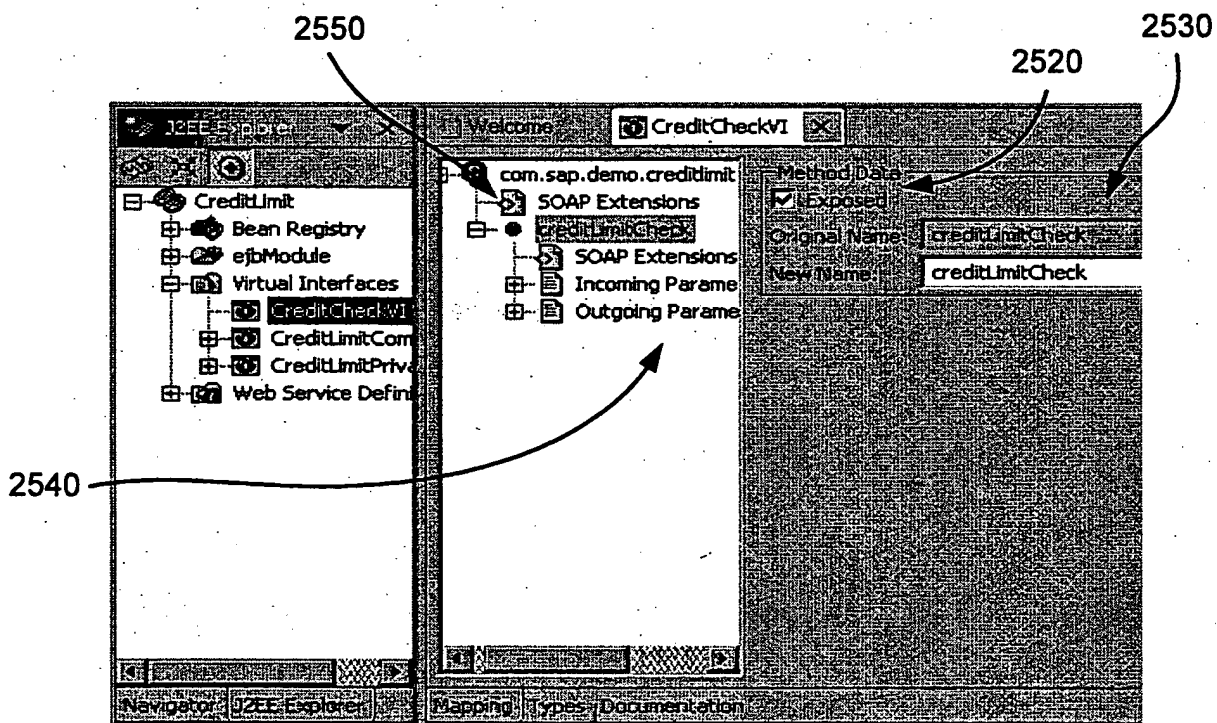 2550
2530
2520
J2EE Explorer
Welcome
CreditCheckVI
CreditLimit
Bean Registry
ejbModule
Virtual Interfaces
CreditCheckVI
CreditLimitCom
CreditLimitPriva
Web Service Defini
com.sap.demo.creditlimit
SOAP Extensions
creditLimitCheck
SOAP Extensions
Incoming Parame
Outgoing Parame
Method Data
Exposed
Original Name
creditLimitCheck
New Name
creditLimitCheck
2540
Navigator
J2EE Explorer
Mapping
Types
Documentation